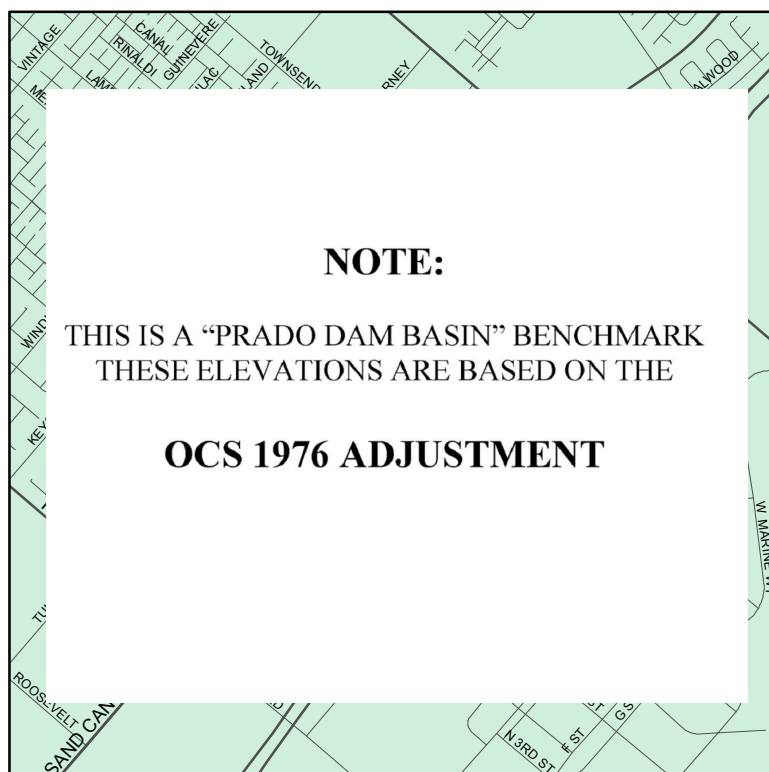 VINTAGE
CANAL
RINALDI
GUINEVERE
TOWNSEND
ALWOOD
NOTE:
THIS IS A “PRADO DAM BASIN” BENCHMARK
THESE ELEVATIONS ARE BASED ON THE
OCS 1976 ADJUSTMENT
W MARINE W
ROOSEVELT
SAND CAN
N 3RD ST
F ST
G S